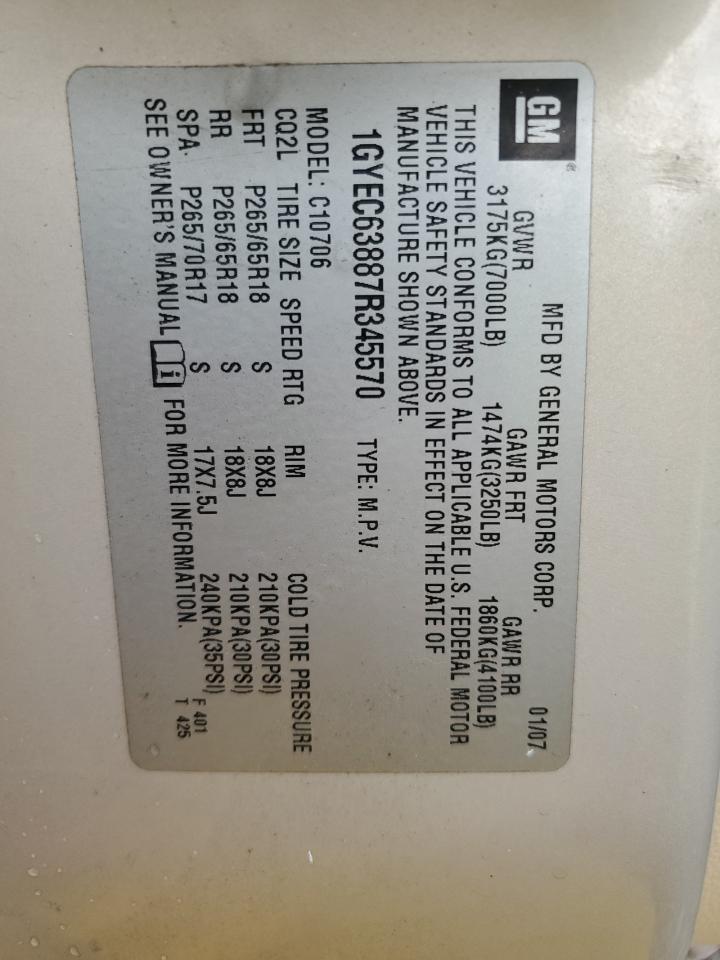 GM®
MFD BY GENERAL MOTORS CORP. 01/07
GVWR GAWR FRT GAWR RR
3175KG(7000LB) 1474KG(3250LB) 1860KG(4100LB)
THIS VEHICLE CONFORMS TO ALL APPLICABLE U.S. FEDERAL MOTOR
VEHICLE SAFETY STANDARDS IN EFFECT ON THE DATE OF
MANUFACTURE SHOWN ABOVE.
1GYEC63887R345570 TYPE: M.P.V.
MODEL: C10706
CQ2L TIRE SIZE SPEED RTG RIM COLD TIRE PRESSURE
FRT P265/65R18 S 18X8J 210KPA(30PSI)
RR P265/65R18 S 18X8J 210KPA(30PSI)
SPA. P265/70R17 S 17X7.5J 240KPA(35PSI)
SEE OWNER'S MANUAL i FOR MORE INFORMATION.
F 401
T 425